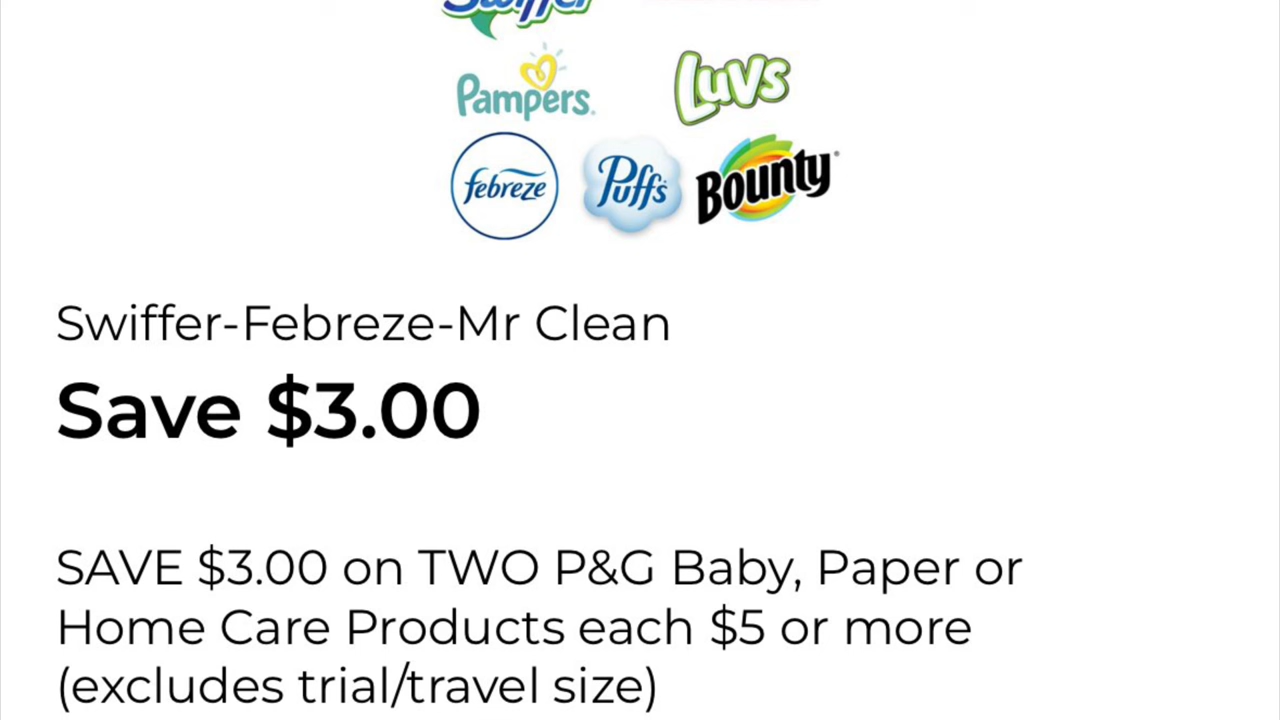 Swiffer
Pampers.
Luvs
febreze Puffs Bounty®
Swiffer-Febreze-Mr Clean
Save $3.00
SAVE $3.00 on TWO P&G Baby, Paper or
Home Care Products each $5 or more
(excludes trial/travel size)